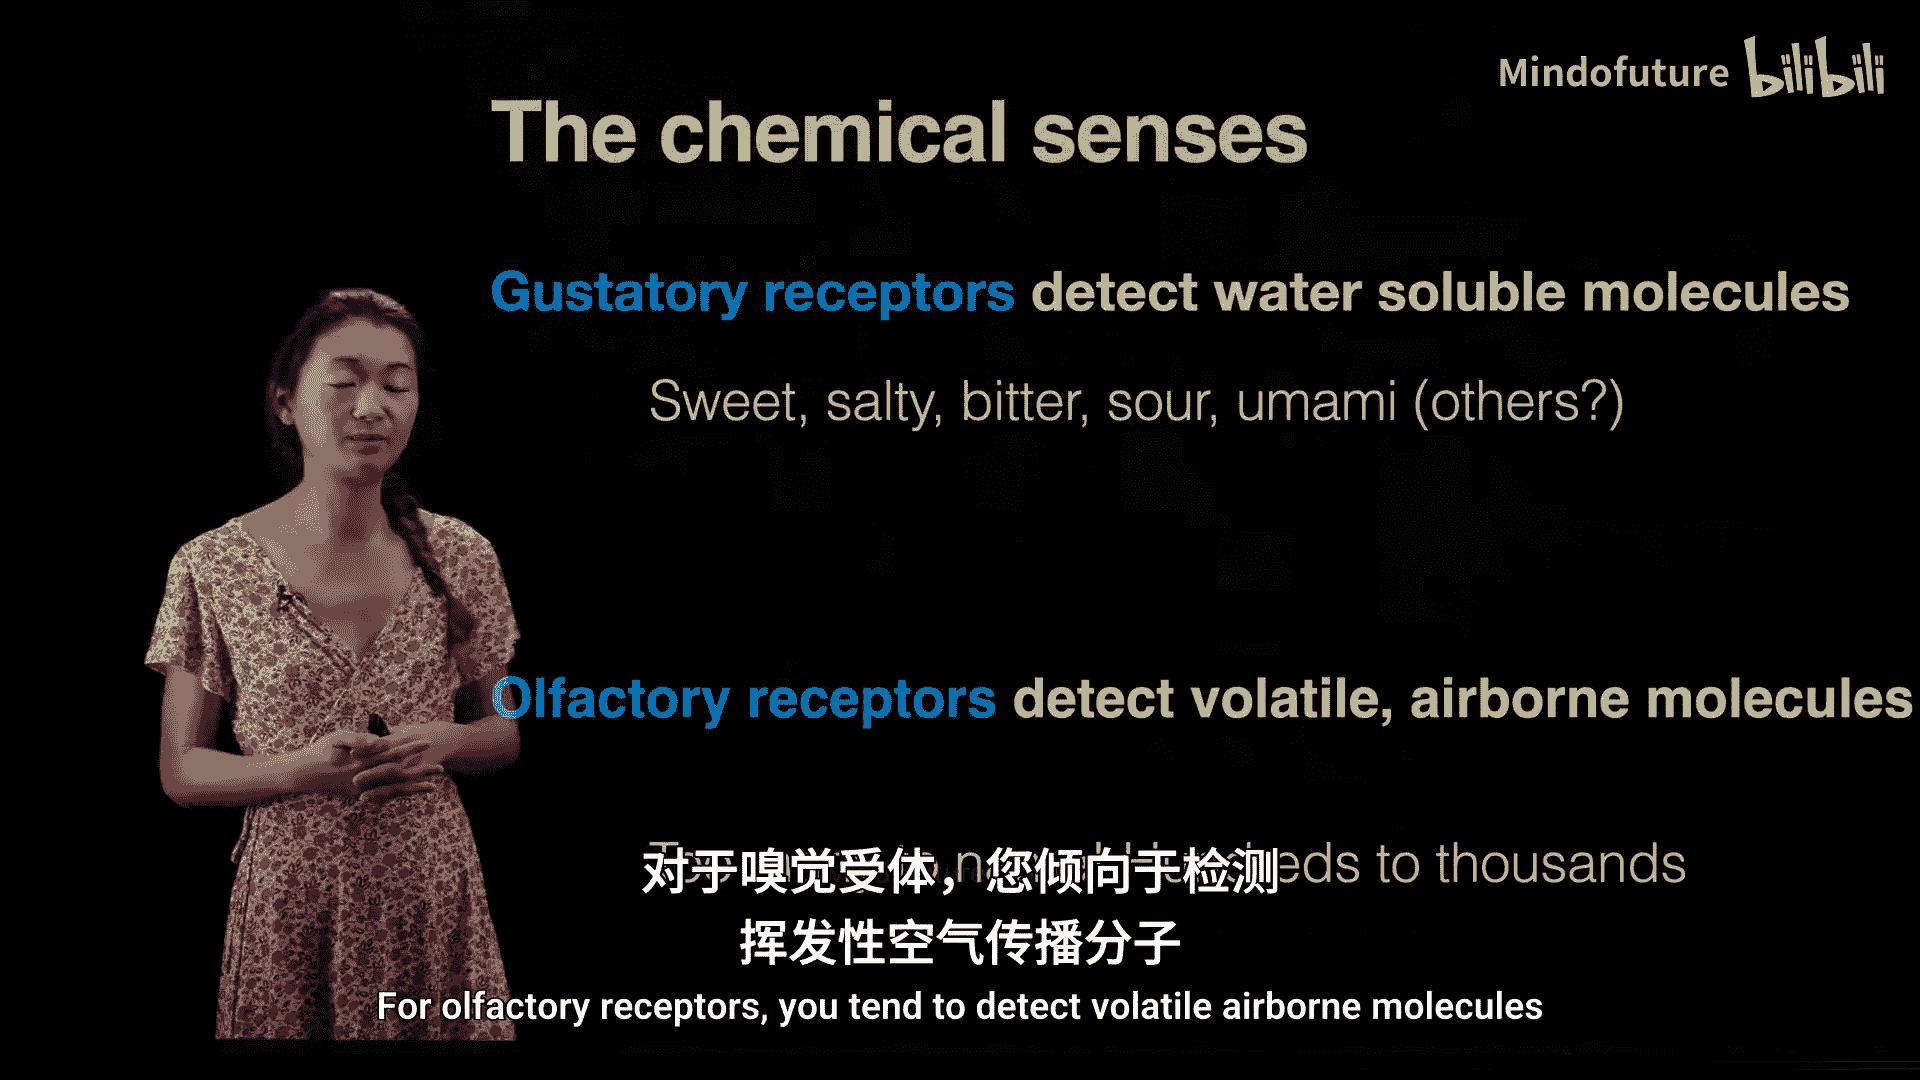 Mindofuture bilibili
The chemical senses
Gustatory receptors detect water soluble molecules
Sweet, salty, bitter, sour, umami (others?)
Olfactory receptors detect volatile, airborne molecules
to thousands
对于嗅觉受体，您倾向于检测
挥发性空气传播分子
For olfactory receptors, you tend to detect volatile airborne molecules